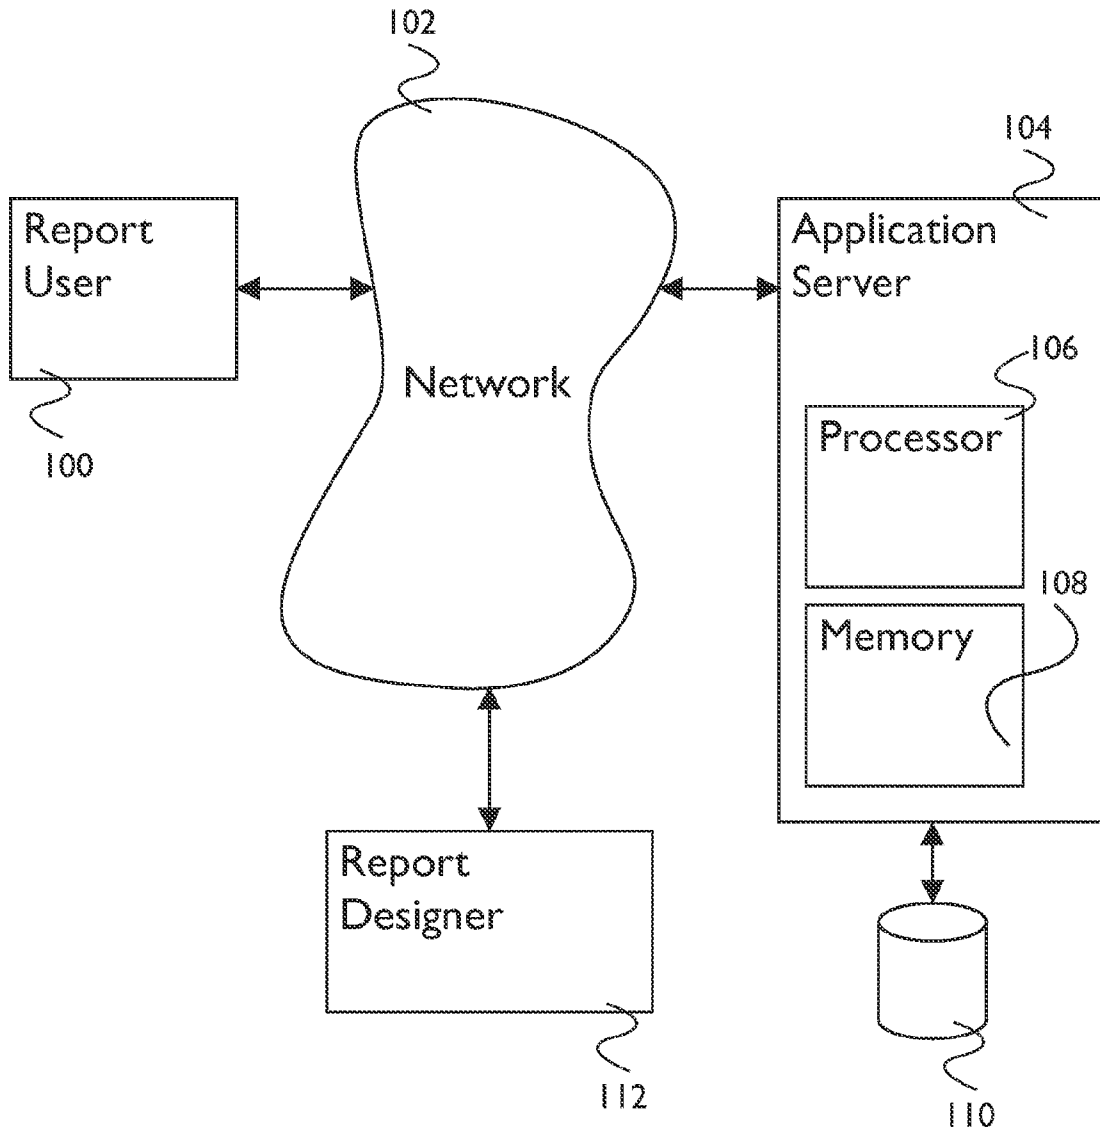 102
104
Report
User
Application
Server
106
Network
Processor
100
108
Memory
Report
Designer
112
110